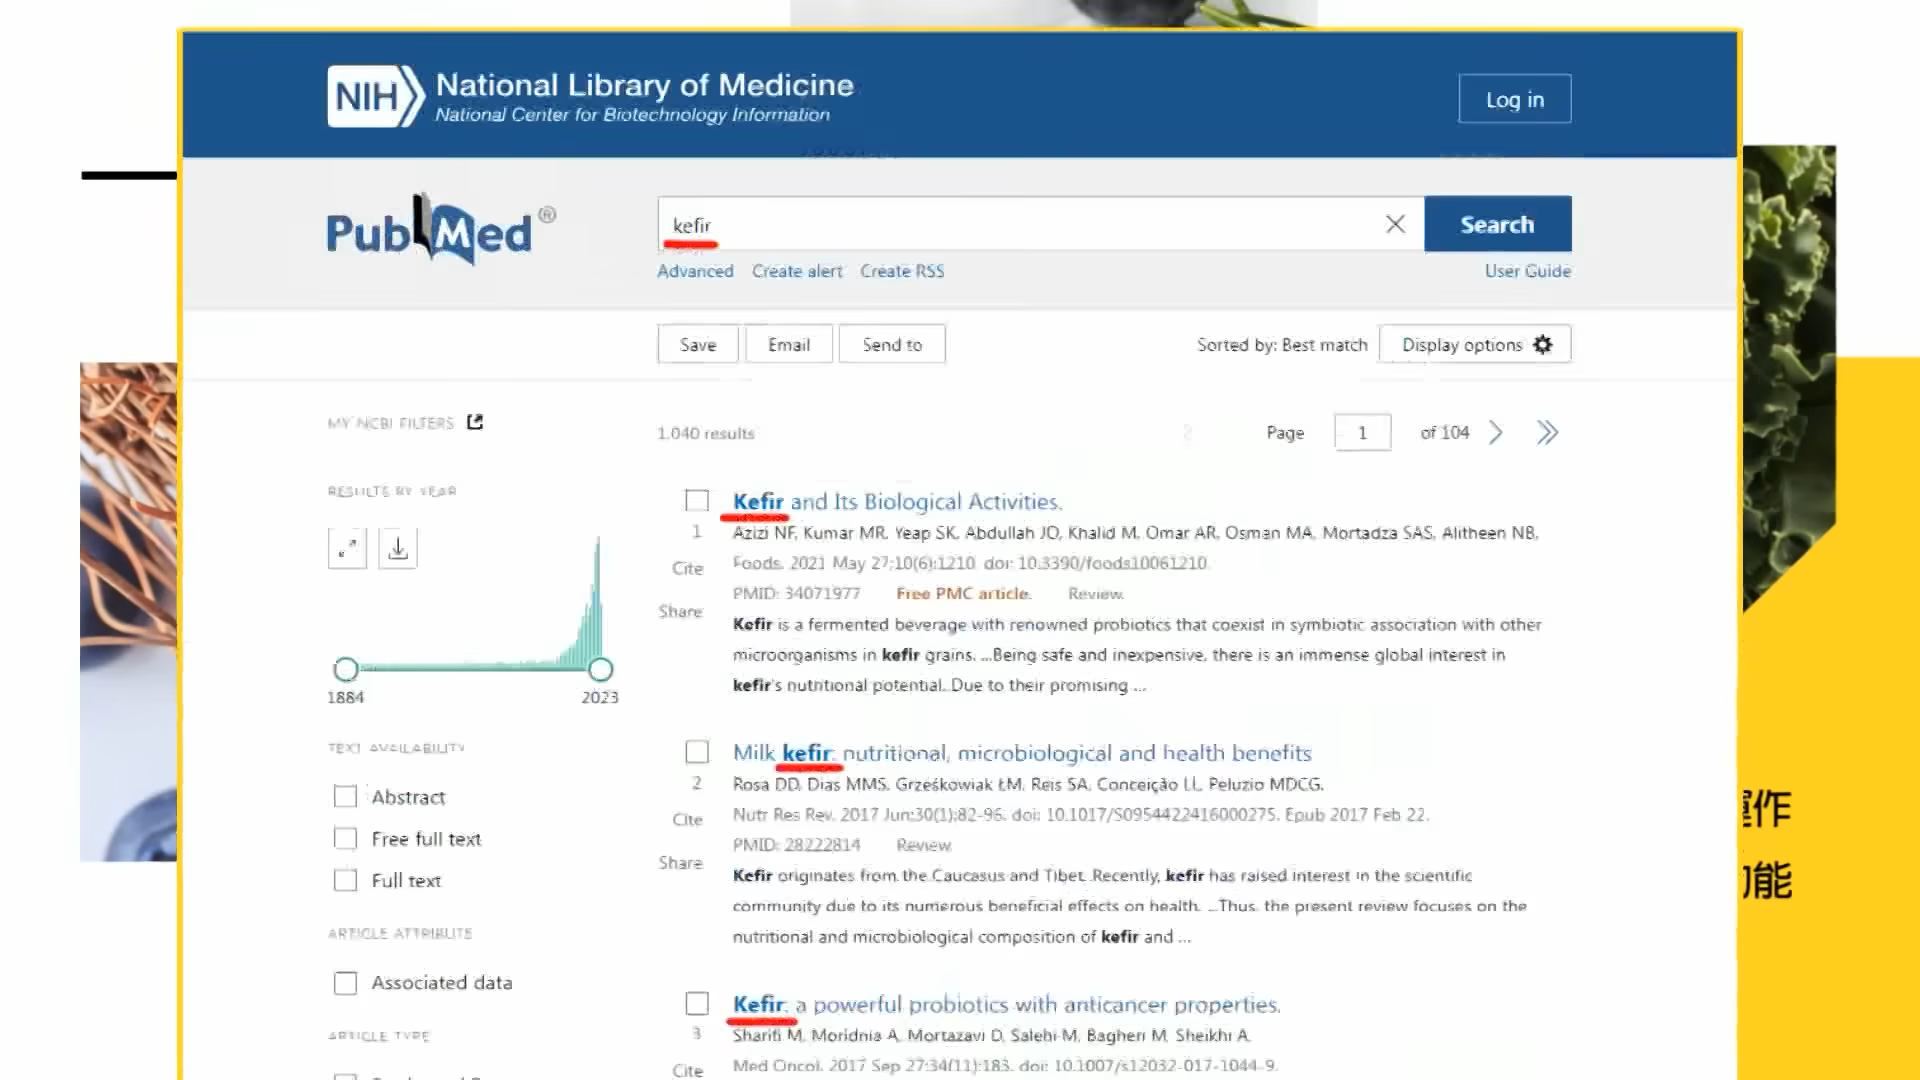 NIH National Library of Medicine
National Center for Biotechnology Information
Log in
PubMed®
kefir
Search
Advanced Create alert Create RSS
User Guide
Save Email Send to
Sorted by: Best match Display options
MY NCBI FILTERS
1,040 results
Page 1 of 104
RESULTS BY YEAR
1884 2023
Kefir and Its Biological Activities.
1
Azizi NF, Kumar MR, Yeap SK, Abdullah JO, Khalid M, Omar AR, Osman MA, Mortadza SAS, Alitheen NB.
Cite
Foods. 2021 May 27;10(6):1210. doi: 10.3390/foods10061210.
PMID: 34071977 Free PMC article. Review.
Share
Kefir is a fermented beverage with renowned probiotics that coexist in symbiotic association with other
microorganisms in kefir grains. ...Being safe and inexpensive, there is an immense global interest in
kefir's nutritional potential. Due to their promising ...
TEXT AVAILABILITY
Abstract
Free full text
Full text
Milk kefir: nutritional, microbiological and health benefits
2
Rosa DD, Dias MMS, Grześkowiak ŁM, Reis SA, Conceição LL, Peluzio MDCG.
Cite
Nutr Res Rev. 2017 Jun;30(1):82-96. doi: 10.1017/S0954422416000275. Epub 2017 Feb 22.
PMID: 28222814 Review.
Share
Kefir originates from the Caucasus and Tibet. Recently, kefir has raised interest in the scientific
community due to its numerous beneficial effects on health. ...Thus, the present review focuses on the
nutritional and microbiological composition of kefir and ...
ARTICLE ATTRIBUTE
Associated data
ARTICLE TYPE
Kefir: a powerful probiotics with anticancer properties.
3
Sharifi M, Moridnia A, Mortazavi D, Salehi M, Bagheri M, Sheikhi A.
Cite
Med Oncol. 2017 Sep 27;34(11):183. doi: 10.1007/s12032-017-1044-9.
作
能